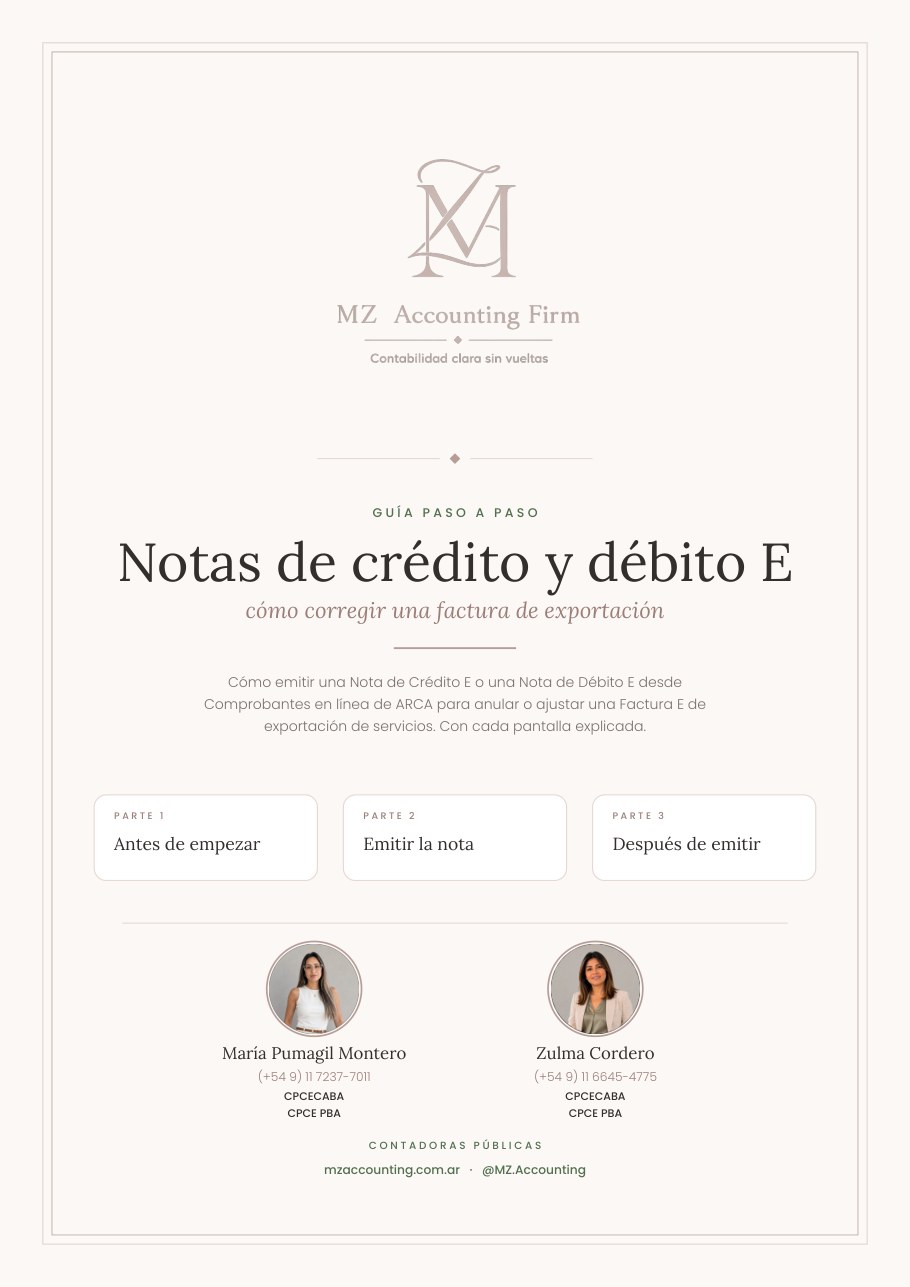 MZ Accounting Firm
Contabilidad clara sin vueltas
GUÍA PASO A PASO
Notas de crédito y débito E
cómo corregir una factura de exportación
Cómo emitir una Nota de Crédito E o una Nota de Débito E desde
Comprobantes en línea de ARCA para anular o ajustar una Factura E de
exportación de servicios. Con cada pantalla explicada.
PARTE 1
Antes de empezar
PARTE 2
Emitir la nota
PARTE 3
Después de emitir
María Pumagil Montero
(+54 9) 11 7237-7011
CPCECABA
CPCE PBA
Zulma Cordero
(+54 9) 11 6645-4775
CPCECABA
CPCE PBA
CONTADORAS PÚBLICAS
mzaccounting.com.ar · @MZ.Accounting